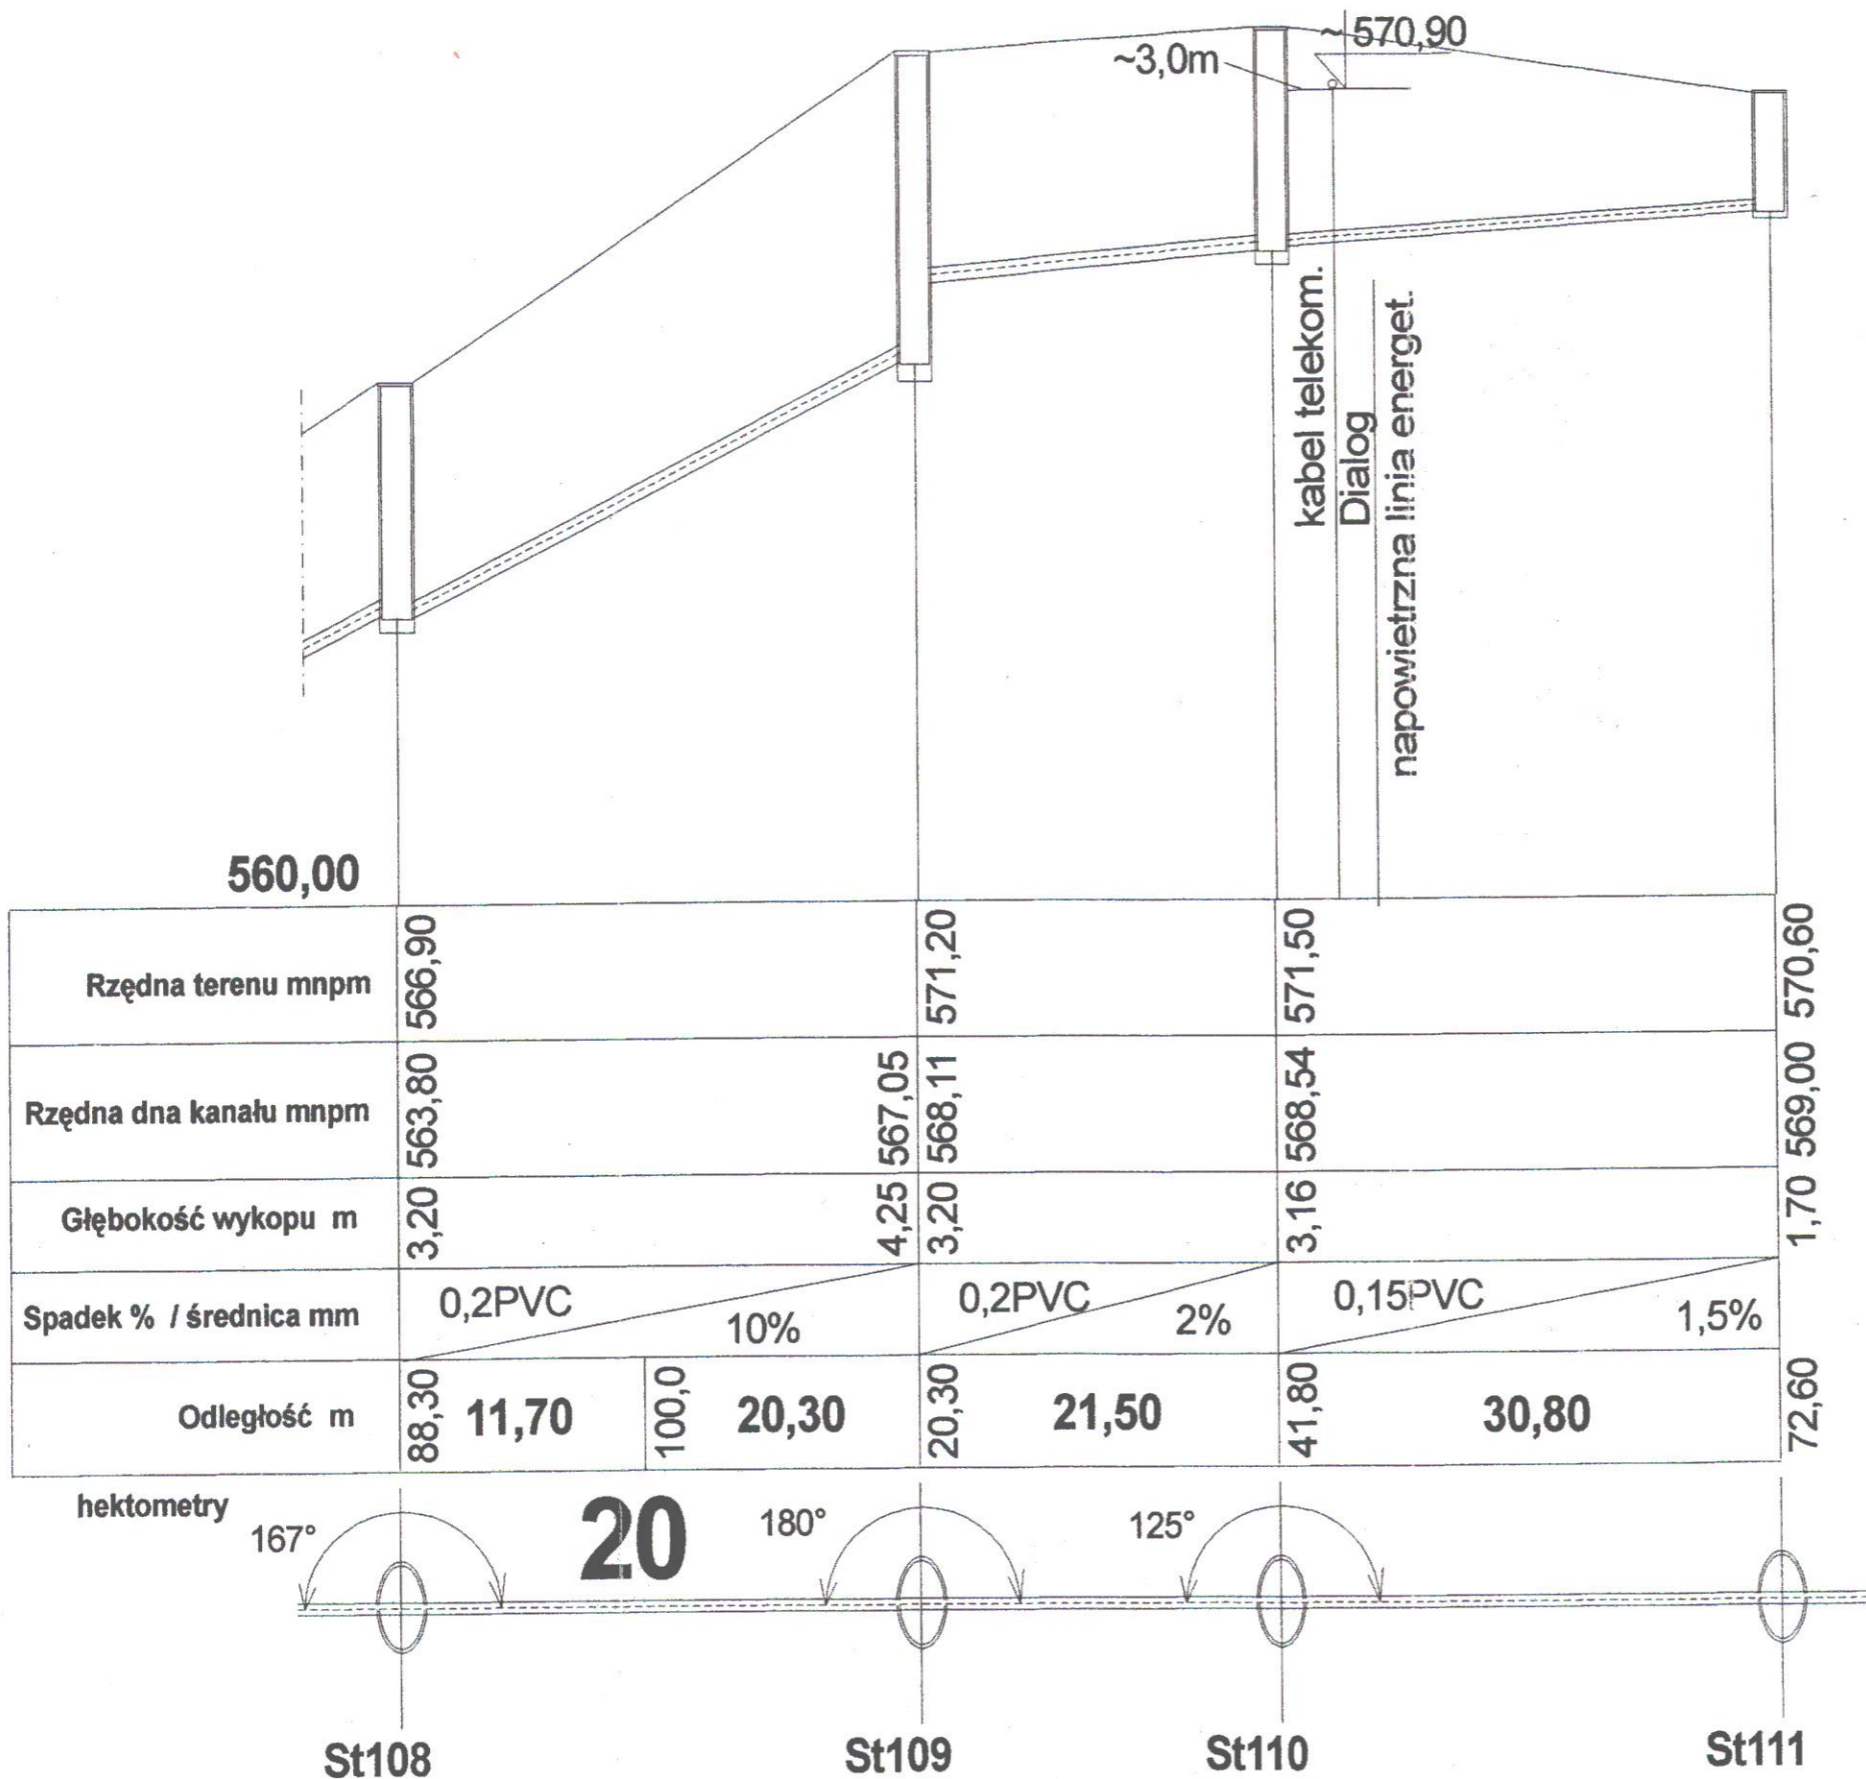 ~ 570,90
~3,0m
kabel telekom.
Dialog
napowietrzna linia energet.
560,00
Rzędna terenu mnpm 566,90 571,20 571,50 570,60
Rzędna dna kanału mnpm 563,80 567,05 568,11 568,54 569,00
Głębokość wykopu m 3,20 4,25 3,20 3,16 1,70
Spadek % / średnica mm 0,2PVC 10% 0,2PVC 2% 0,15PVC 1,5%
Odległość m 88,30 11,70 100,0 20,30 20,30 21,50 41,80 30,80 72,60
hektometry 167° 20 180° 125°
St108 St109 St110 St111